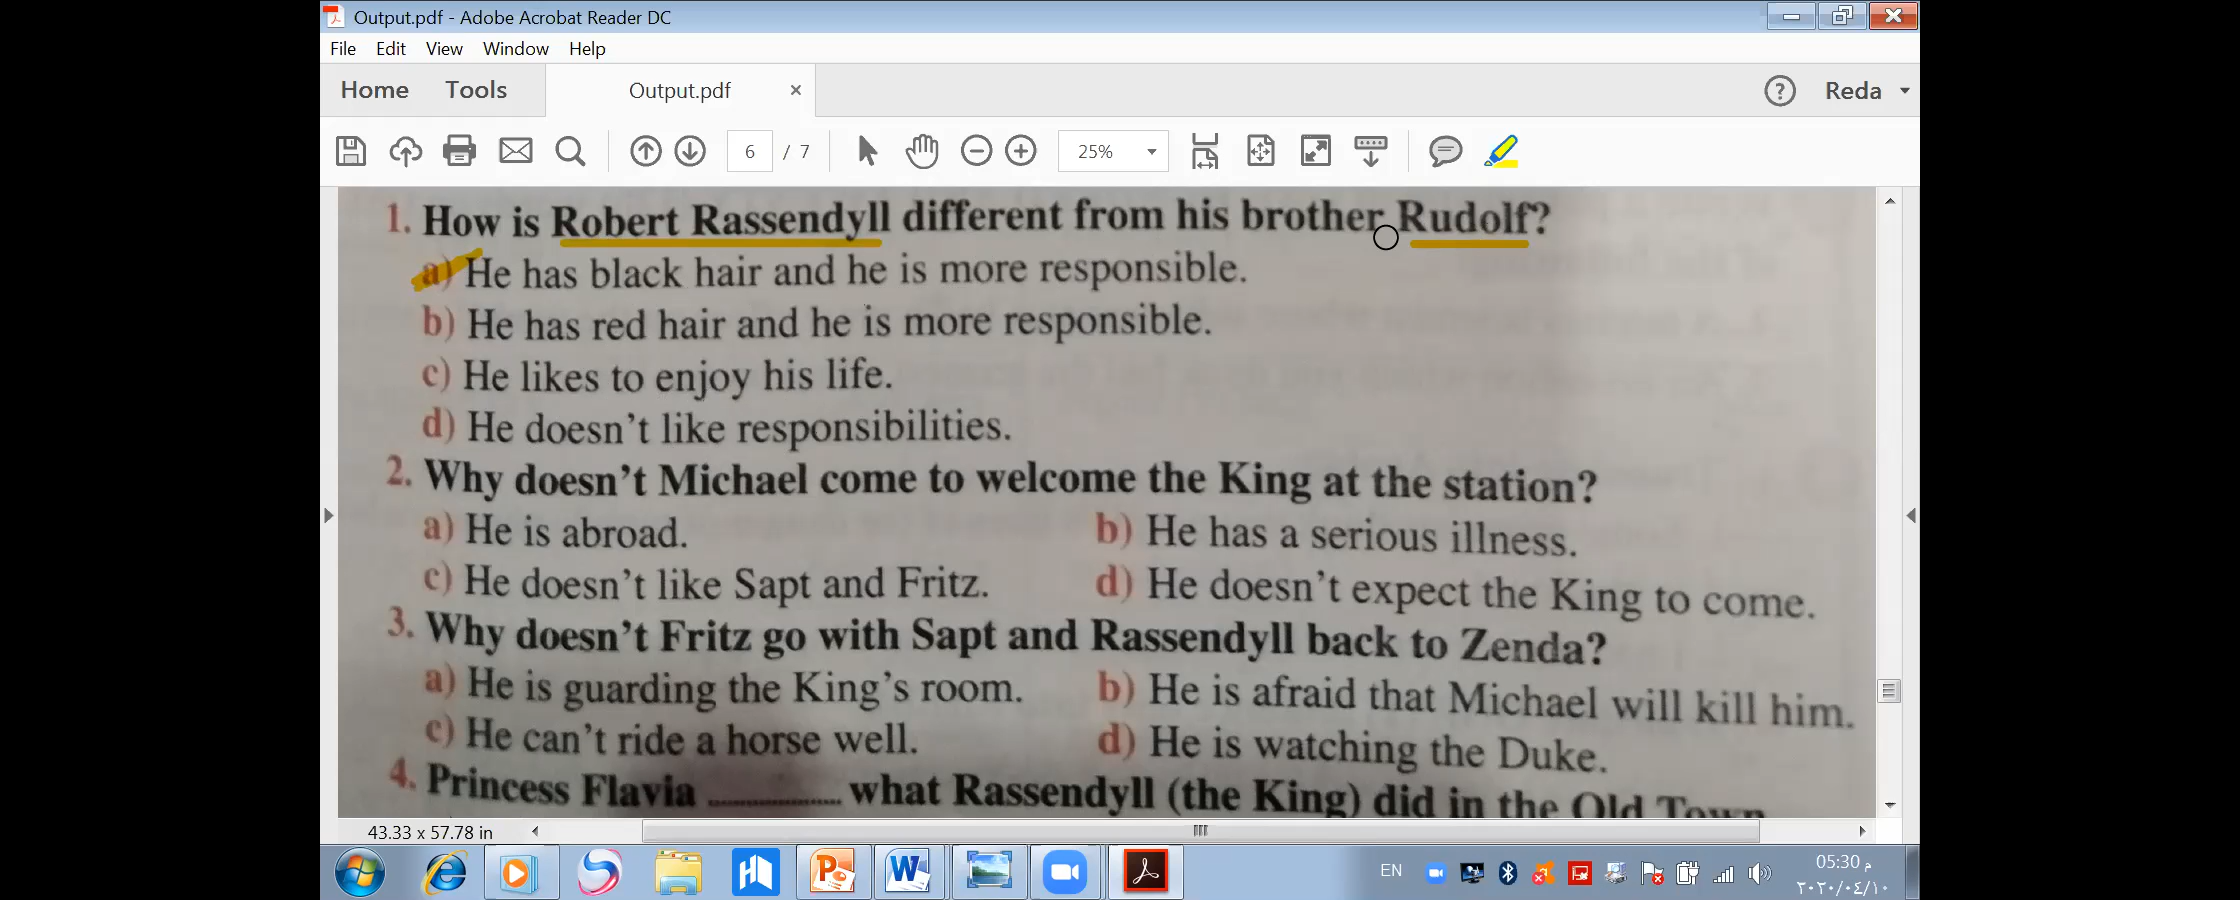 Output.pdf - Adobe Acrobat Reader DC
File Edit View Window Help
Home Tools Output.pdf × ? Reda
6 / 7 25%
1. How is Robert Rassendyll different from his brother Rudolf?
a) He has black hair and he is more responsible.
b) He has red hair and he is more responsible.
c) He likes to enjoy his life.
d) He doesn't like responsibilities.
2. Why doesn't Michael come to welcome the King at the station?
a) He is abroad. b) He has a serious illness.
c) He doesn't like Sapt and Fritz. d) He doesn't expect the King to come.
3. Why doesn't Fritz go with Sapt and Rassendyll back to Zenda?
a) He is guarding the King's room. b) He is afraid that Michael will kill him.
c) He can't ride a horse well. d) He is watching the Duke.
4. Princess Flavia ............ what Rassendyll (the King) did in the Old Town
43.33 x 57.78 in
EN 05:30 م
٢٠٢٠/٠٤/١٠